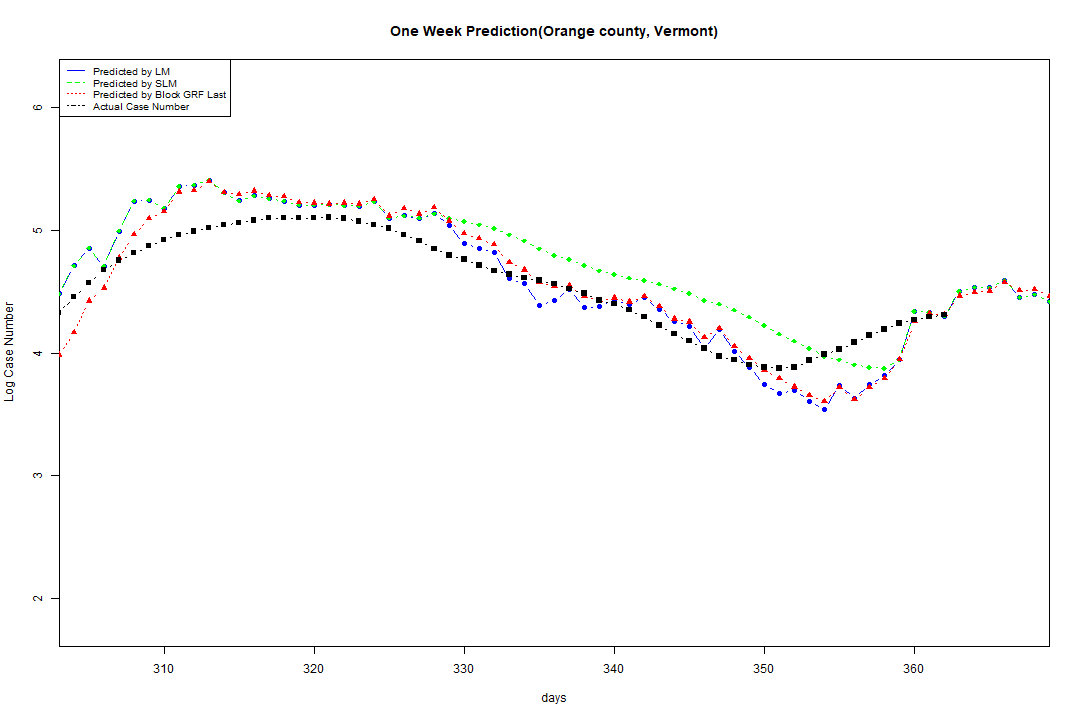 One Week Prediction(Orange county, Vermont)
Predicted by LM
Predicted by SLM
Predicted by Block GRF Last
Actual Case Number
6
5
4
3
2
Log Case Number
310 320 330 340 350 360
days